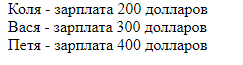 Коля - зарплата 200 долларов
Вася - зарплата 300 долларов
Петя - зарплата 400 долларов